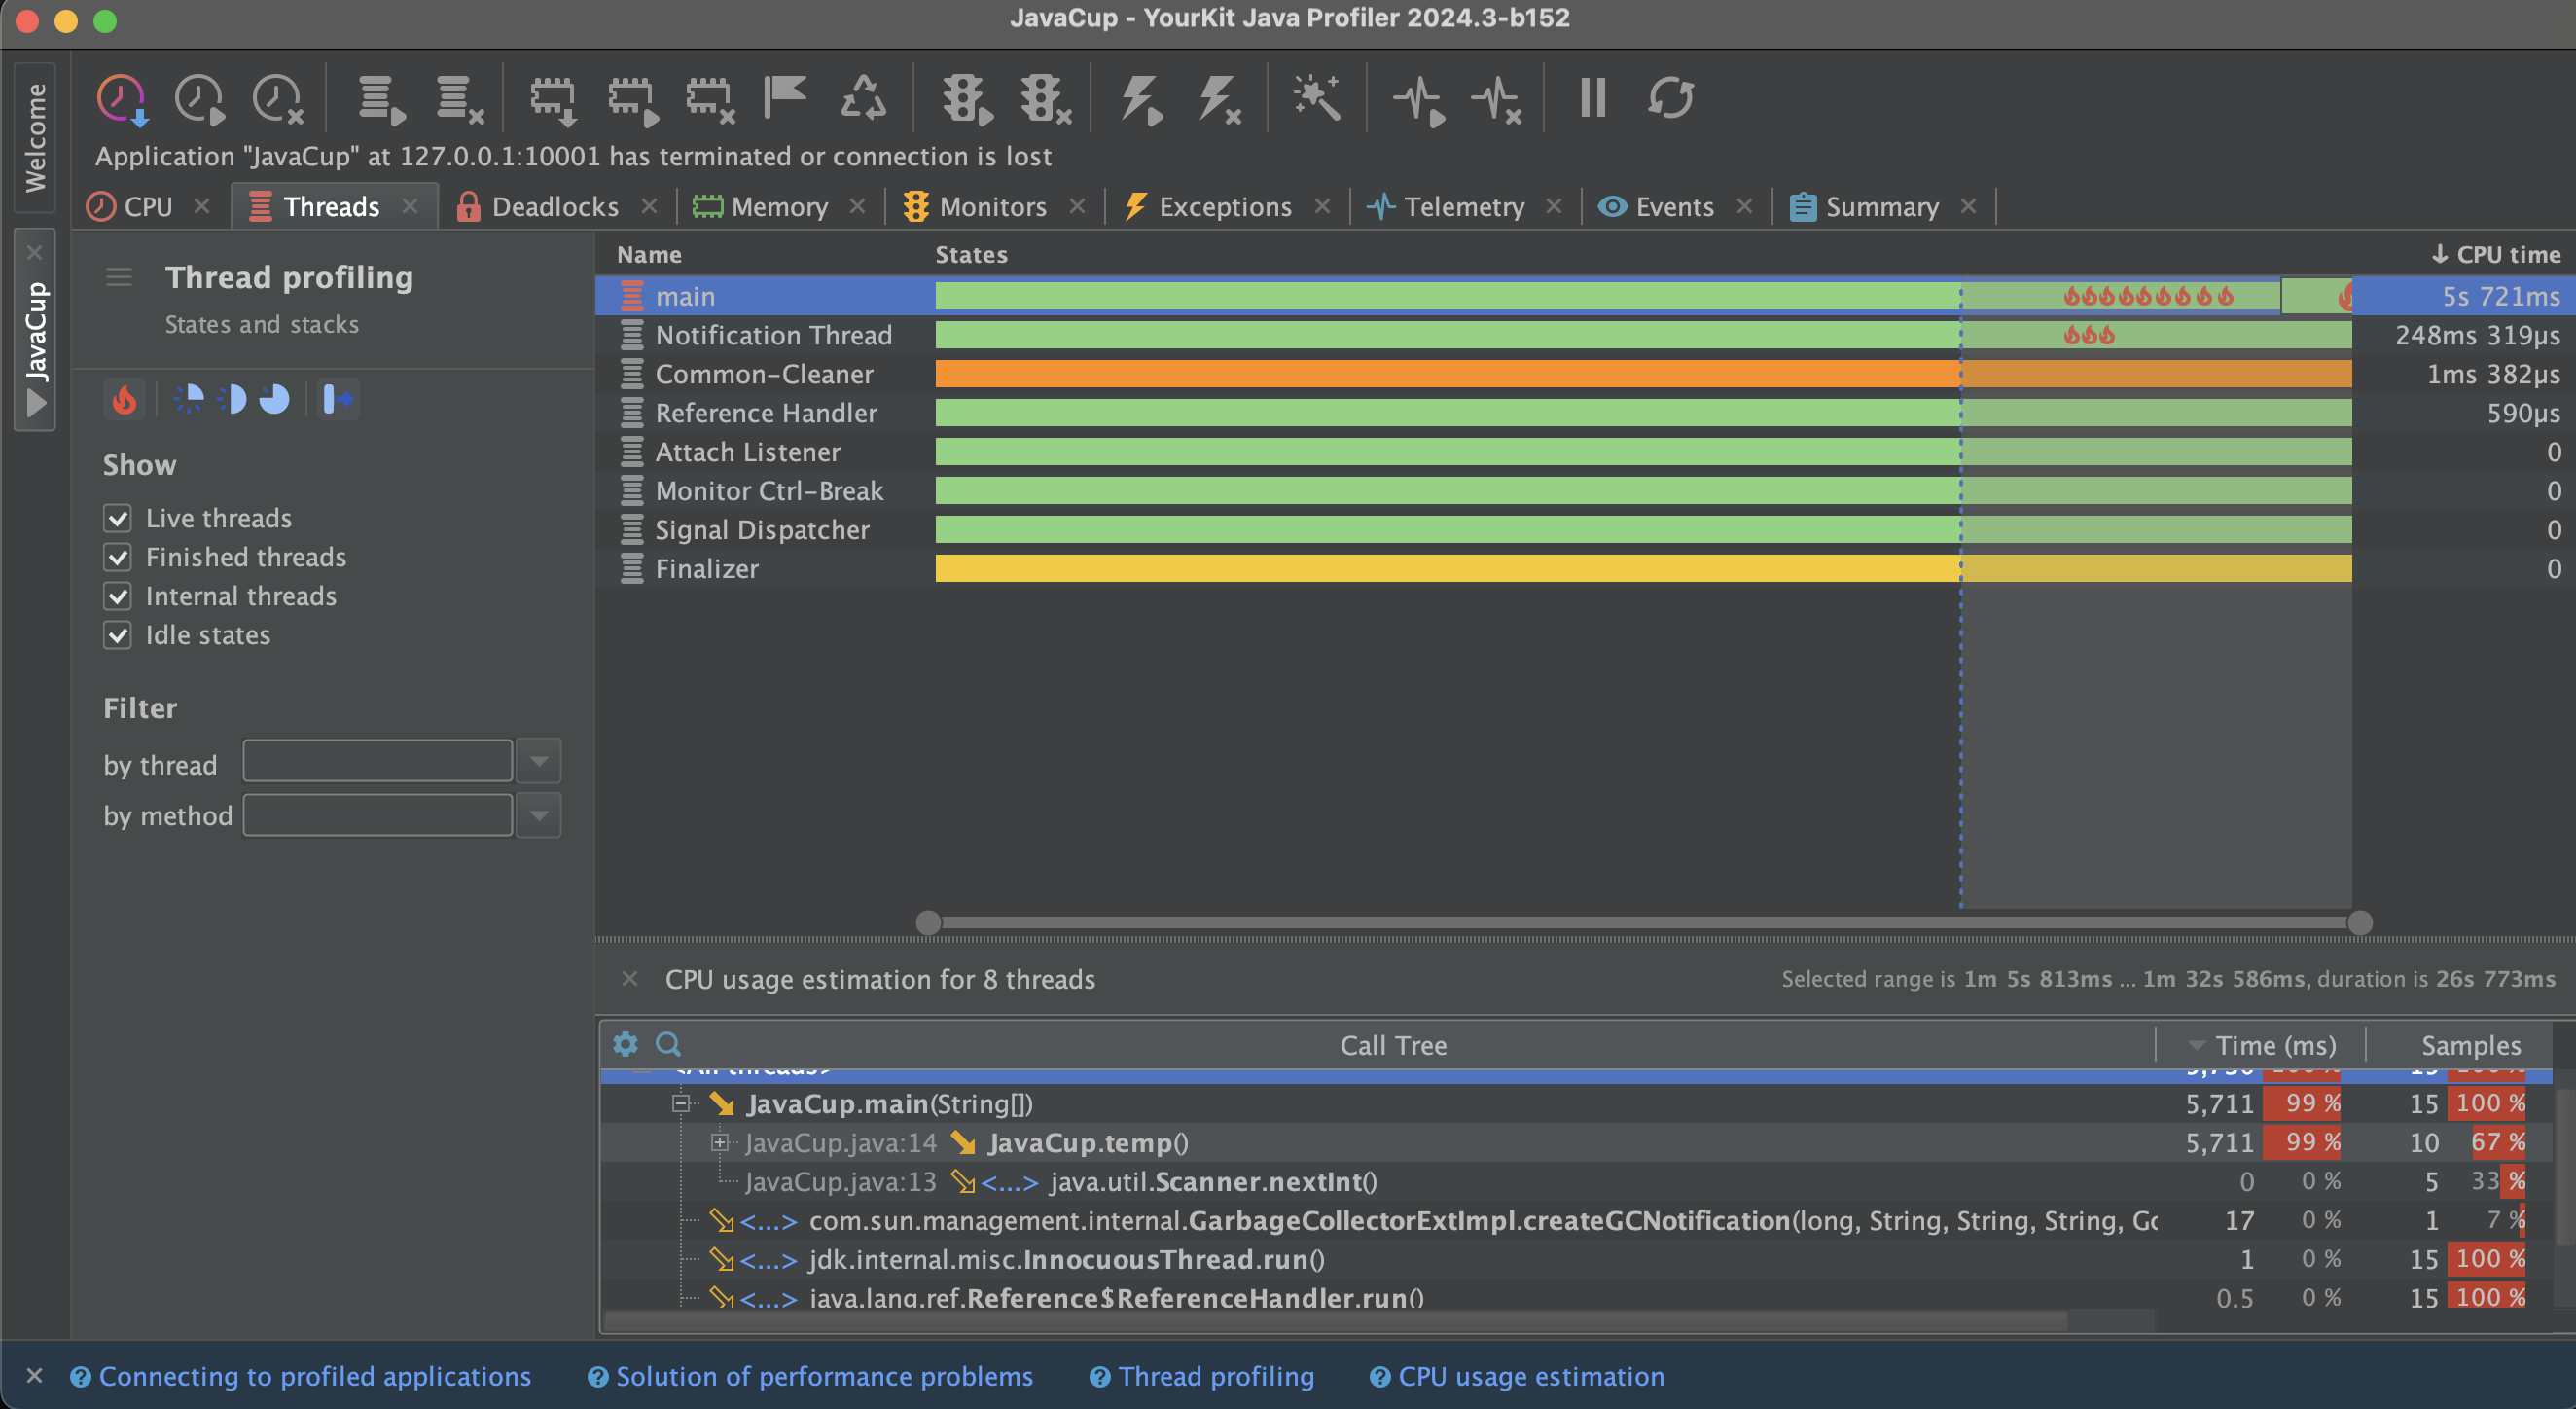 JavaCup - YourKit Java Profiler 2024.3-b152
Welcome
JavaCup
Application "JavaCup" at 127.0.0.1:10001 has terminated or connection is lost
CPU Threads Deadlocks Memory Monitors Exceptions Telemetry Events Summary
Thread profiling
States and stacks
Show
Live threads
Finished threads
Internal threads
Idle states
Filter
by thread
by method
Name States CPU time
main 5s 721ms
Notification Thread 248ms 319µs
Common-Cleaner 1ms 382µs
Reference Handler 590µs
Attach Listener 0
Monitor Ctrl-Break 0
Signal Dispatcher 0
Finalizer 0
CPU usage estimation for 8 threads Selected range is 1m 5s 813ms ... 1m 32s 586ms, duration is 26s 773ms
Call Tree Time (ms) Samples
JavaCup.main(String[]) 5,711 99 % 15 100 %
JavaCup.java:14 JavaCup.temp() 5,711 99 % 10 67 %
JavaCup.java:13 <...> java.util.Scanner.nextInt() 0 0 % 5 33 %
<...> com.sun.management.internal.GarbageCollectorExtImpl.createGCNotification(long, String, String, String, Gc 17 0 % 1 7 %
<...> jdk.internal.misc.InnocuousThread.run() 1 0 % 15 100 %
<...> java.lang.ref.Reference$ReferenceHandler.run() 0.5 0 % 15 100 %
Connecting to profiled applications Solution of performance problems Thread profiling CPU usage estimation